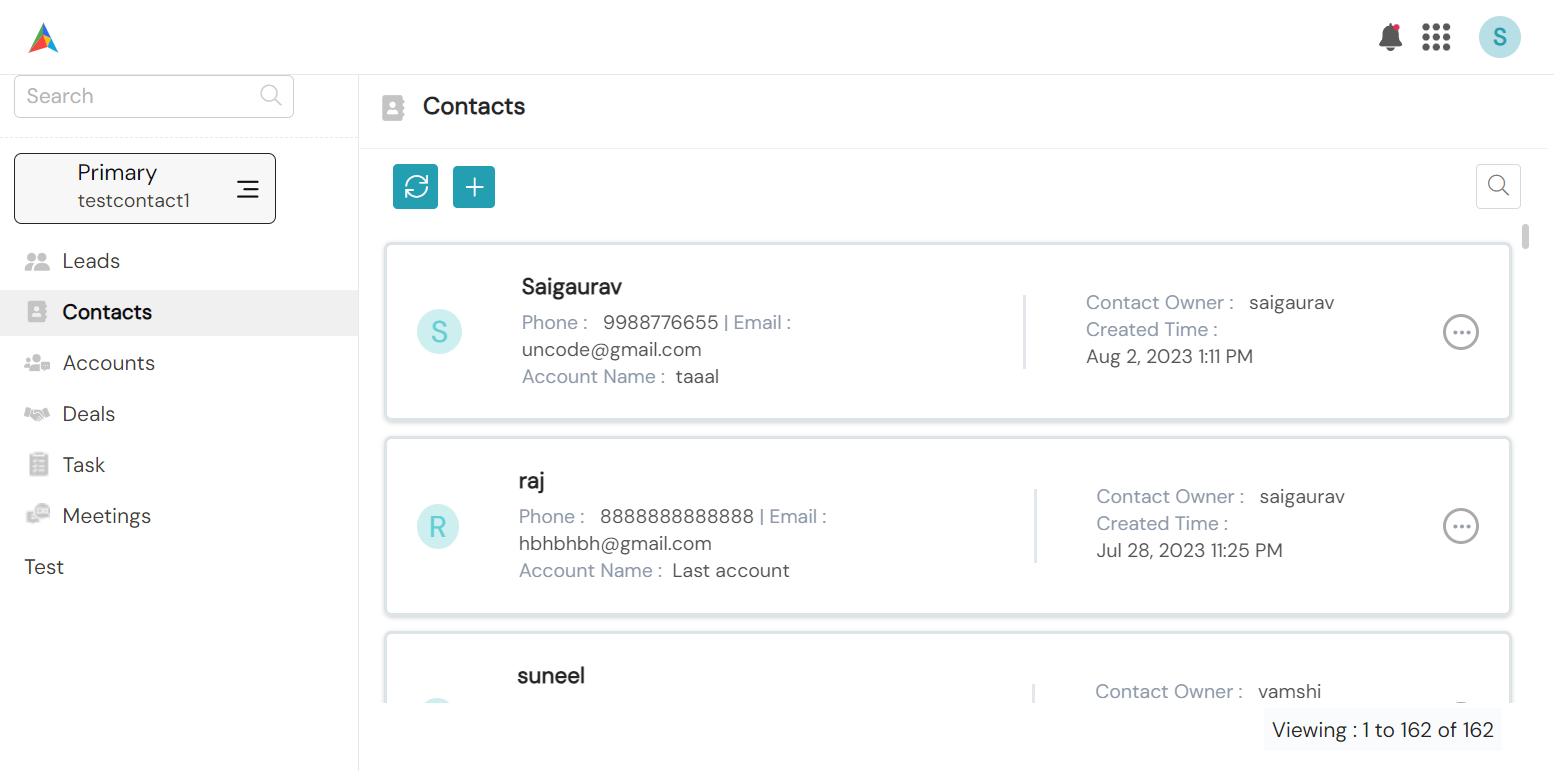 S
Search
Contacts
Primary
testcontact1
Leads
Contacts
Accounts
Deals
Task
Meetings
Test
S
Saigaurav
Phone : 9988776655 | Email :
uncode@gmail.com
Account Name : taaal
Contact Owner : saigaurav
Created Time :
Aug 2, 2023 1:11 PM
R
raj
Phone : 8888888888888 | Email :
hbhbhbh@gmail.com
Account Name : Last account
Contact Owner : saigaurav
Created Time :
Jul 28, 2023 11:25 PM
suneel
Contact Owner : vamshi
Viewing : 1 to 162 of 162